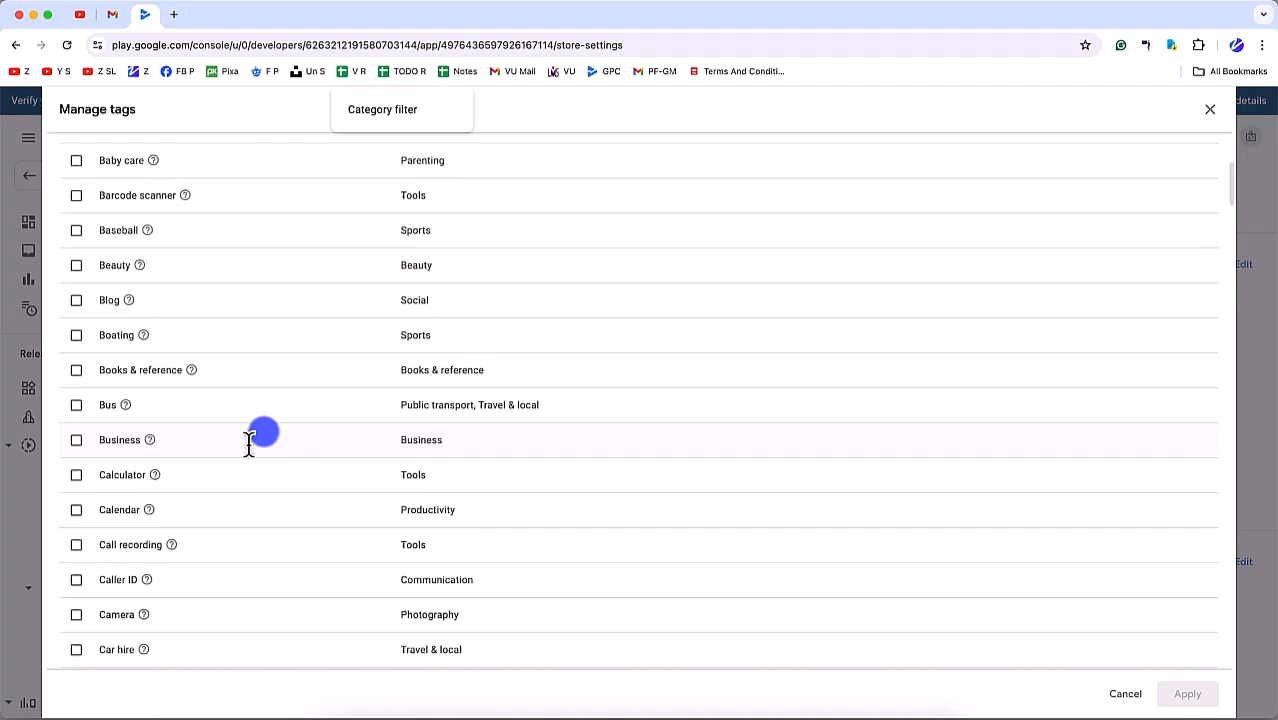 play.google.com/console/u/0/developers/6263212191580703144/app/4976436597926167114/store-settings
Z Y S Z SL Z FB P Pixa F P Un S V R TODO R Notes VU Mail VU GPC PF-GM Terms And Conditi... All Bookmarks
Verify details
Manage tags Category filter
Baby care Parenting
Barcode scanner Tools
Baseball Sports
Beauty Beauty
Edit
Blog Social
Boating Sports
Rele
Books & reference Books & reference
Bus Public transport, Travel & local
Business Business
Calculator Tools
Calendar Productivity
Call recording Tools
Edit
Caller ID Communication
Camera Photography
Car hire Travel & local
Cancel Apply